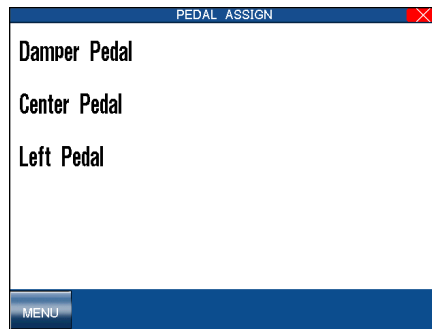 PEDAL ASSIGN
Damper Pedal
Center Pedal
Left Pedal
MENU